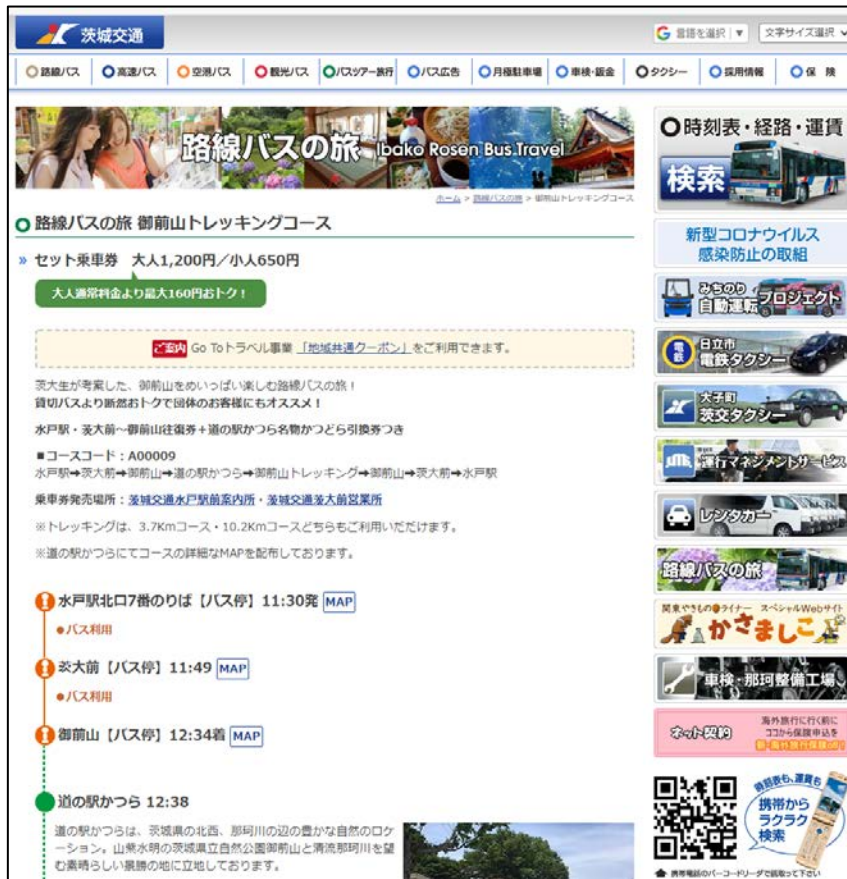 茨城交通
言語を選択 ▼
文字サイズ選択
路線バス
高速バス
空港バス
観光バス
バスツアー・旅行
バス広告
月極駐車場
車検・鈑金
タクシー
採用情報
保 険
路線バスの旅 Ibako Rosen Bus Travel
ホーム > 路線バスの旅 > 御前山トレッキングコース
路線バスの旅 御前山トレッキングコース
» セット乗車券 大人1,200円／小人650円
大人通常料金より最大160円おトク！
ご案内 Go Toトラベル事業 「地域共通クーポン」をご利用できます。
茨大生が考案した、御前山をめいっぱい楽しむ路線バスの旅！
貸切バスより断然おトクで団体のお客様にもオススメ！
水戸駅・茨大前～御前山往復券＋道の駅かつら名物かつどら引換券つき
■コースコード：A00009
水戸駅➡茨大前➡御前山➡道の駅かつら➡御前山トレッキング➡御前山➡茨大前➡水戸駅
乗車券発売場所：茨城交通水戸駅前案内所・茨城交通茨大前営業所
※トレッキングは、3.7Kmコース・10.2Kmコースどちらもご利用いただけます。
※道の駅かつらにてコースの詳細なMAPを配布しております。
水戸駅北口7番のりば【バス停】11:30発 MAP
●バス利用
茨大前【バス停】11:49 MAP
●バス利用
御前山【バス停】12:34着 MAP
道の駅かつら 12:38
道の駅かつらは、茨城県の北西、那珂川の辺の豊かな自然のロケ
ーション。山紫水明の茨城県立自然公園御前山と清流那珂川を望
む素晴らしい景勝の地に立地しております。
時刻表・経路・運賃
検索
新型コロナウイルス
感染防止の取組
みちのり
自動運転プロジェクト
電鉄
日立市
電鉄タクシー
大子町
茨交タクシー
運行マネジメントサービス
レンタカー
路線バスの旅
関東やきものライナー スペシャルWebサイト
かさましこ
車検・那珂整備工場
ネット契約
海外旅行に行く前に
ココから保険申込を
時刻表も、運賃も
携帯から
ラクラク
検索
携帯電話のバーコードリーダで読取って下さい